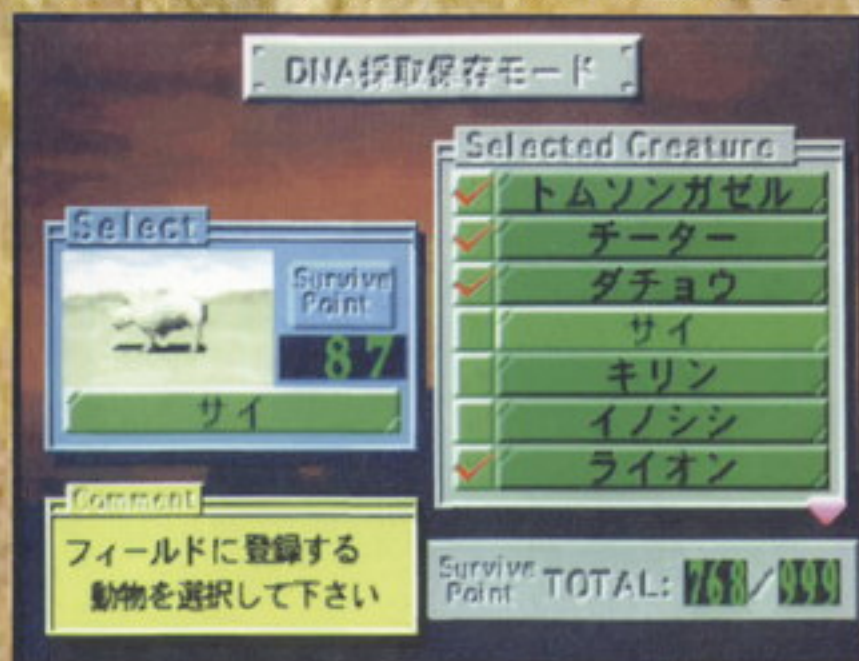 DNA採取保存モード
Select
Survive
Point
87
サイ
Comment
フィールドに登録する
動物を選択して下さい
Selected Creature
トムソンガゼル
チーター
ダチョウ
サイ
キリン
イノシシ
ライオン
Survive
Point TOTAL: 768/999